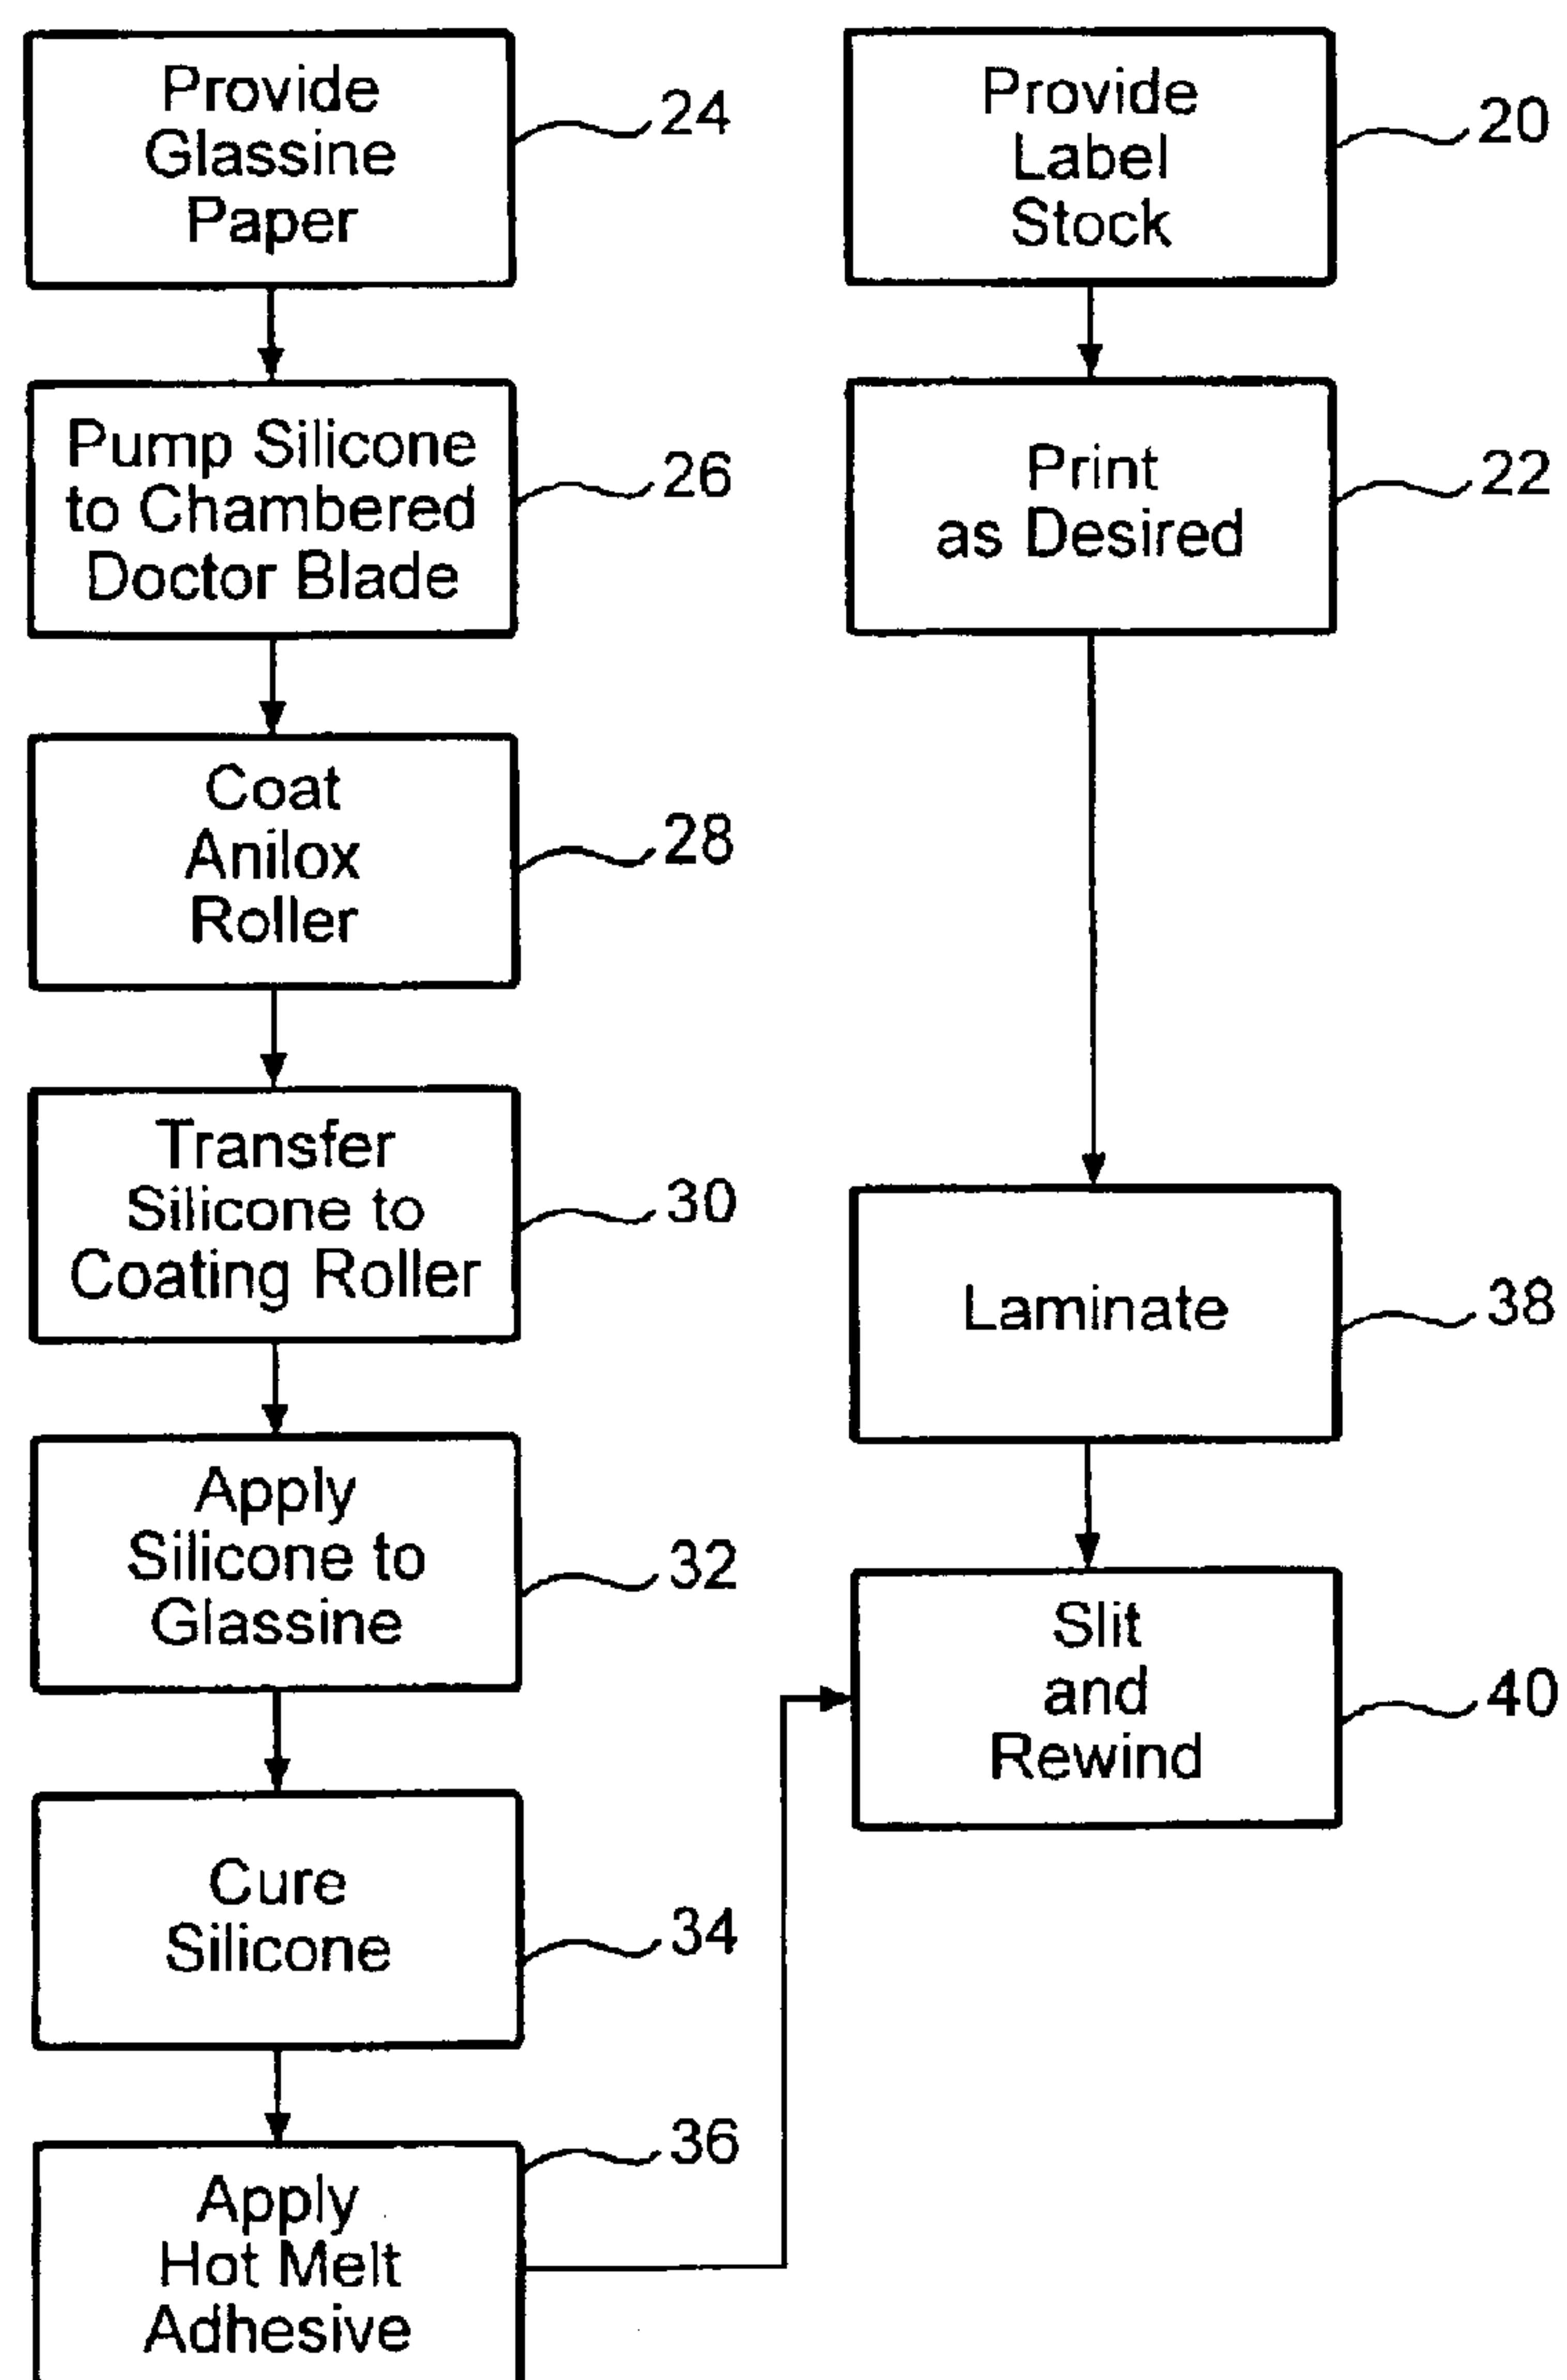 Provide
Glassine
Paper
24
Pump Silicone
to Chambered
Doctor Blade
26
Coat
Anilox
Roller
28
Transfer
Silicone to
Coating Roller
30
Apply
Silicone to
Glassine
32
Cure
Silicone
34
Apply
Hot Melt
Adhesive
36
Provide
Label
Stock
20
Print
as Desired
22
Laminate
38
Slit
and
Rewind
40